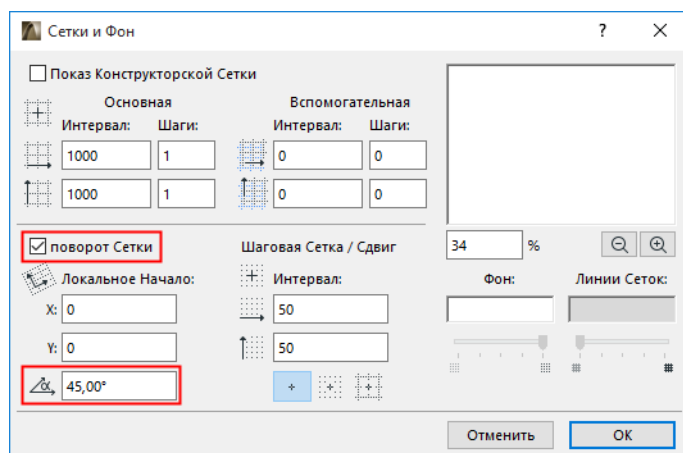 Сетки и Фон
?
Показ Конструкторской Сетки
Основная
Вспомогательная
Интервал: Шаги:
Интервал: Шаги:
1000 1
0 0
1000 1
0 0
поворот Сетки
Шаговая Сетка / Сдвиг
34 %
Локальное Начало:
Интервал:
Фон: Линии Сеток:
X: 0
50
Y: 0
50
α 45,00°
Отменить
ОК